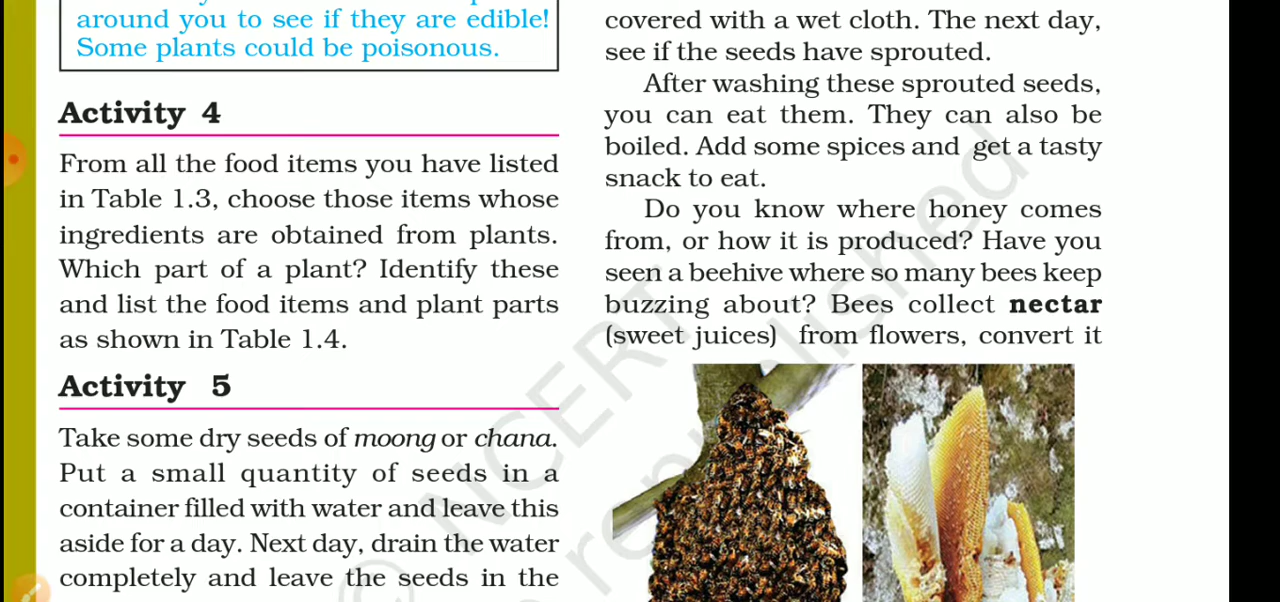 around you to see if they are edible!
Some plants could be poisonous.
Activity 4
From all the food items you have listed
in Table 1.3, choose those items whose
ingredients are obtained from plants.
Which part of a plant? Identify these
and list the food items and plant parts
as shown in Table 1.4.
Activity 5
Take some dry seeds of moong or chana.
Put a small quantity of seeds in a
container filled with water and leave this
aside for a day. Next day, drain the water
completely and leave the seeds in the
covered with a wet cloth. The next day,
see if the seeds have sprouted.
After washing these sprouted seeds,
you can eat them. They can also be
boiled. Add some spices and get a tasty
snack to eat.
Do you know where honey comes
from, or how it is produced? Have you
seen a beehive where so many bees keep
buzzing about? Bees collect nectar
(sweet juices) from flowers, convert it
© NCERT
republished